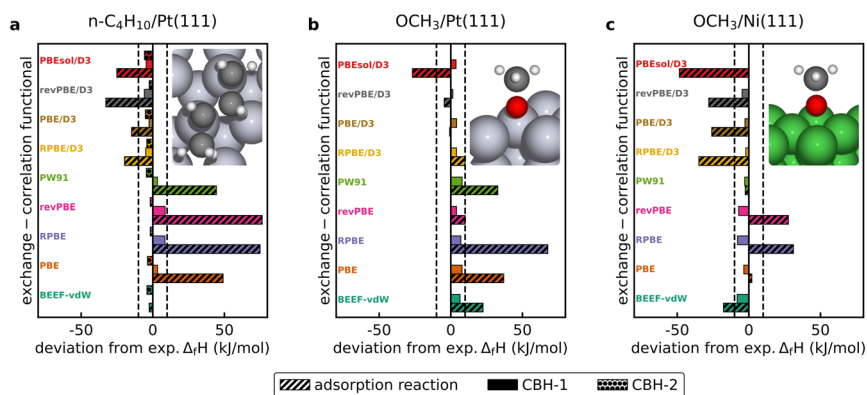 n-C₄H₁₀/Pt(111)
OCH₃/Pt(111)
OCH₃/Ni(111)
a
b
c
exchange − correlation functional
PBEsol/D3
revPBE/D3
PBE/D3
RPBE/D3
PW91
revPBE
RPBE
PBE
BEEF-vdW
-50 0 50
deviation from exp. ΔfH (kJ/mol)
exchange − correlation functional
PBEsol/D3
revPBE/D3
PBE/D3
RPBE/D3
PW91
revPBE
RPBE
PBE
BEEF-vdW
-50 0 50
deviation from exp. ΔfH (kJ/mol)
exchange − correlation functional
PBEsol/D3
revPBE/D3
PBE/D3
RPBE/D3
PW91
revPBE
RPBE
PBE
BEEF-vdW
-50 0 50
deviation from exp. ΔfH (kJ/mol)
adsorption reaction CBH-1 CBH-2